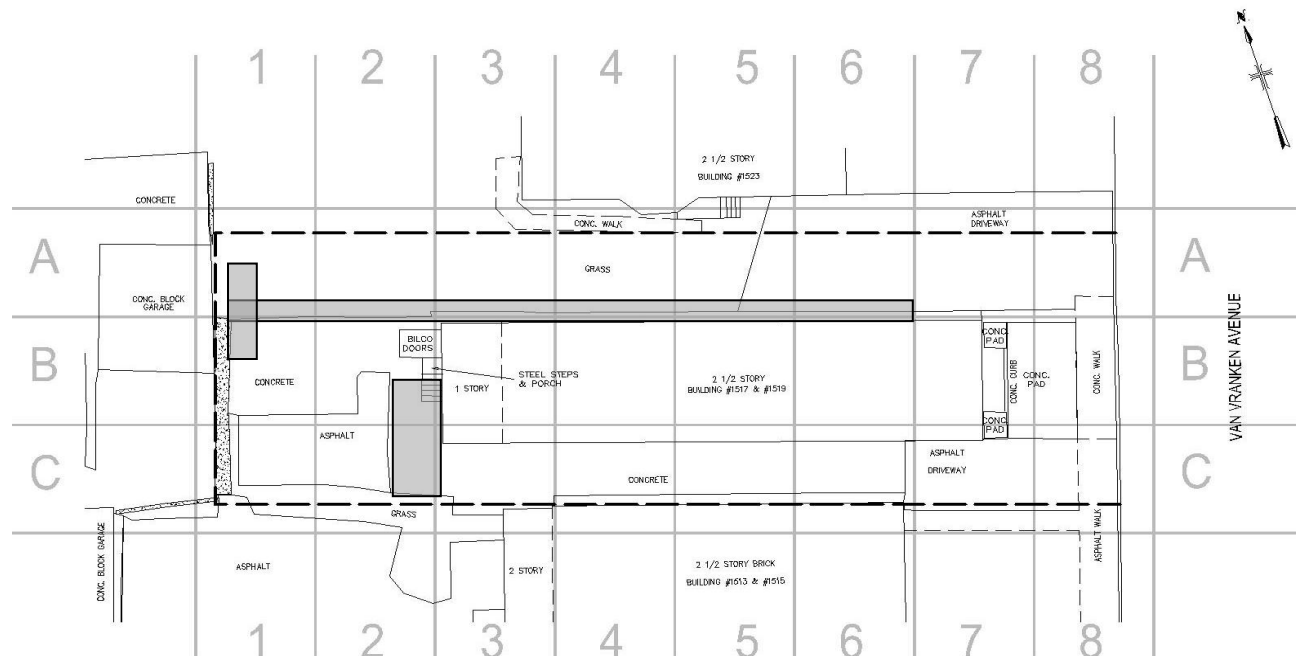 1 2 3 4 5 6 7 8
2 1/2 STORY
BUILDING #1523
CONCRETE
ASPHALT
DRIVEWAY
CONC. WALK
A
A
GRASS
CONC. BLOCK
GARAGE
VAN VRANKEN AVENUE
BILCO
DOORS
CONC.
PAD
B
B
STEEL STEPS
& PORCH
CONCRETE
1 STORY
2 1/2 STORY
BUILDING #1517 & #1519
CONC. CURB
CONC.
PAD
CONC. WALK
CONC.
PAD
ASPHALT
ASPHALT
DRIVEWAY
C
C
CONCRETE
GRASS
ASPHALT WALK
CONC. BLOCK GARAGE
ASPHALT
2 STORY
2 1/2 STORY BRICK
BUILDING #1513 & #1515
1 2 3 4 5 6 7 8